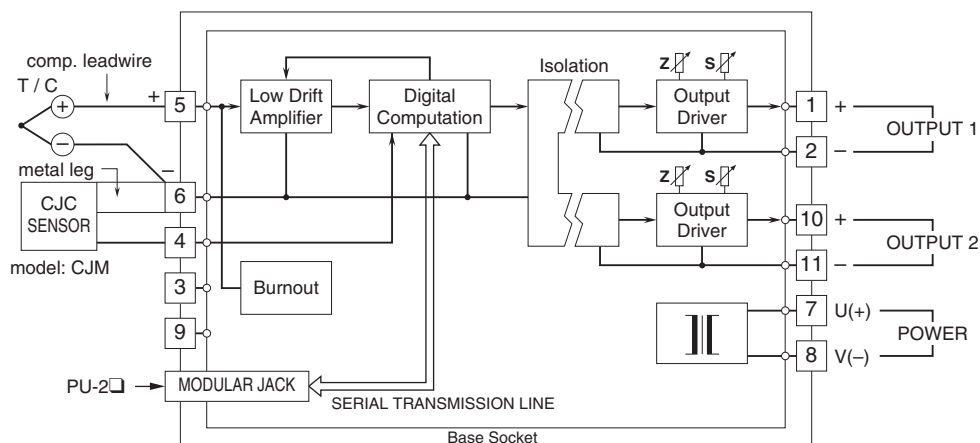 comp. leadwire
T / C
+
–
metal leg
CJC
SENSOR
model: CJM
+
–
5
6
4
3
9
Low Drift
Amplifier
Digital
Computation
Burnout
PU-2❏
MODULAR JACK
SERIAL TRANSMISSION LINE
Isolation
Z
S
Output
Driver
Z
S
Output
Driver
1
+
2
–
OUTPUT 1
10
+
11
–
OUTPUT 2
7
U(+)
8
V(–)
POWER
Base Socket